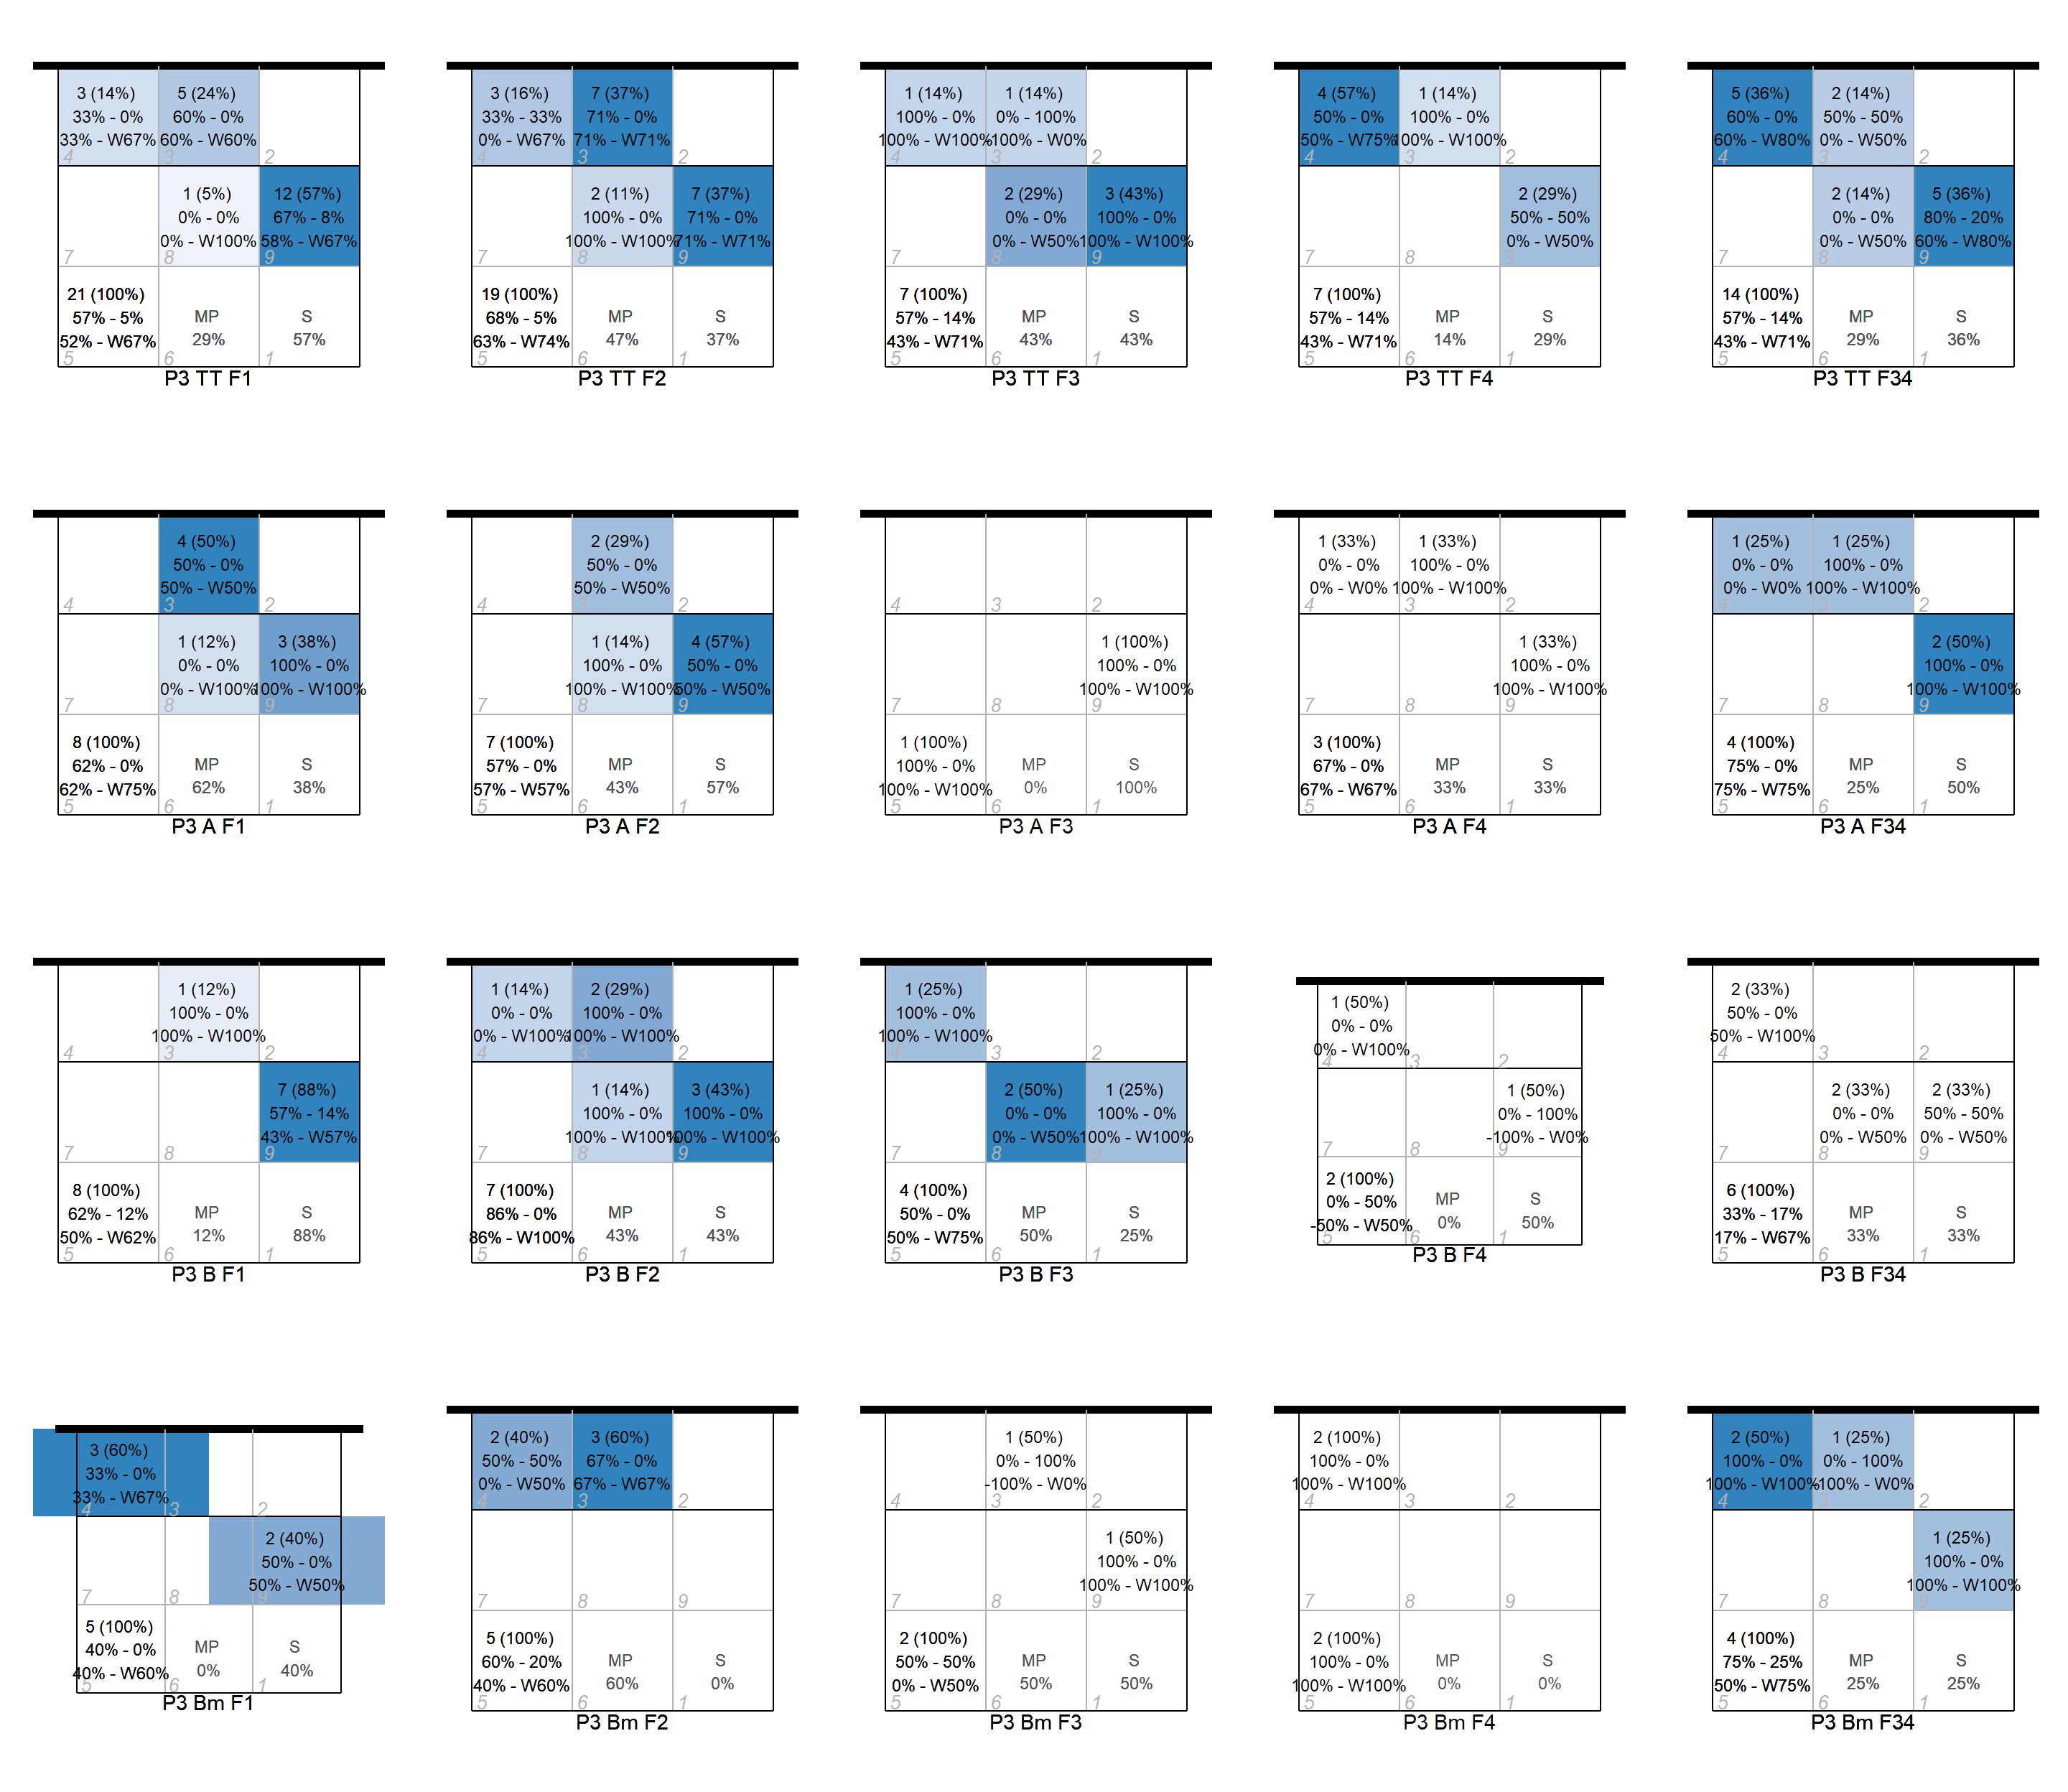 3 (14%)
33% - 0%
33% - W67%
4
5 (24%)
60% - 0%
60% - W60%
3
2
7
1 (5%)
0% - 0%
0% - W100%
8
12 (57%)
67% - 8%
58% - W67%
9
21 (100%)
57% - 5%
52% - W67%
5
MP
29%
6
S
57%
1
P3 TT F1
3 (16%)
33% - 33%
0% - W67%
4
7 (37%)
71% - 0%
71% - W71%
3
2
7
2 (11%)
100% - 0%
100% - W100%
8
7 (37%)
71% - 0%
71% - W71%
9
19 (100%)
68% - 5%
63% - W74%
5
MP
47%
6
S
37%
1
P3 TT F2
1 (14%)
100% - 0%
100% - W100%
4
1 (14%)
0% - 100%
-100% - W0%
3
2
7
2 (29%)
0% - 0%
0% - W50%
8
3 (43%)
100% - 0%
100% - W100%
9
7 (100%)
57% - 14%
43% - W71%
5
MP
43%
6
S
43%
1
P3 TT F3
4 (57%)
50% - 0%
50% - W75%
4
1 (14%)
100% - 0%
100% - W100%
3
2
7
8
2 (29%)
50% - 50%
0% - W50%
9
7 (100%)
57% - 14%
43% - W71%
5
MP
14%
6
S
29%
1
P3 TT F4
5 (36%)
60% - 0%
60% - W80%
4
2 (14%)
50% - 50%
0% - W50%
3
2
7
2 (14%)
0% - 0%
0% - W50%
8
5 (36%)
80% - 20%
60% - W80%
9
14 (100%)
57% - 14%
43% - W71%
5
MP
29%
6
S
36%
1
P3 TT F34
4
4 (50%)
50% - 0%
50% - W50%
3
2
7
1 (12%)
0% - 0%
0% - W100%
8
3 (38%)
100% - 0%
100% - W100%
9
8 (100%)
62% - 0%
62% - W75%
5
MP
62%
6
S
38%
1
P3 A F1
4
2 (29%)
50% - 0%
50% - W50%
3
2
7
1 (14%)
100% - 0%
100% - W100%
8
4 (57%)
50% - 0%
50% - W50%
9
7 (100%)
57% - 0%
57% - W57%
5
MP
43%
6
S
57%
1
P3 A F2
4
3
2
7
8
1 (100%)
100% - 0%
100% - W100%
9
1 (100%)
100% - 0%
100% - W100%
5
MP
0%
6
S
100%
1
P3 A F3
1 (33%)
0% - 0%
0% - W0%
4
1 (33%)
100% - 0%
100% - W100%
3
2
7
8
1 (33%)
100% - 0%
100% - W100%
9
3 (100%)
67% - 0%
67% - W67%
5
MP
33%
6
S
33%
1
P3 A F4
1 (25%)
0% - 0%
0% - W0%
4
1 (25%)
100% - 0%
100% - W100%
3
2
7
8
2 (50%)
100% - 0%
100% - W100%
9
4 (100%)
75% - 0%
75% - W75%
5
MP
25%
6
S
50%
1
P3 A F34
4
1 (12%)
100% - 0%
100% - W100%
3
2
7
8
7 (88%)
57% - 14%
43% - W57%
9
8 (100%)
62% - 12%
50% - W62%
5
MP
12%
6
S
88%
1
P3 B F1
1 (14%)
0% - 0%
0% - W100%
4
2 (29%)
100% - 0%
100% - W100%
3
2
7
1 (14%)
100% - 0%
100% - W100%
8
3 (43%)
100% - 0%
100% - W100%
9
7 (100%)
86% - 0%
86% - W100%
5
MP
43%
6
S
43%
1
P3 B F2
1 (25%)
100% - 0%
100% - W100%
4
3
2
7
2 (50%)
0% - 0%
0% - W50%
8
1 (25%)
100% - 0%
100% - W100%
9
4 (100%)
50% - 0%
50% - W75%
5
MP
50%
6
S
25%
1
P3 B F3
1 (50%)
0% - 0%
0% - W100%
4
3
2
7
8
1 (50%)
0% - 100%
-100% - W0%
9
2 (100%)
0% - 50%
-50% - W50%
5
MP
0%
6
S
50%
1
P3 B F4
2 (33%)
50% - 0%
50% - W100%
4
3
2
7
2 (33%)
0% - 0%
0% - W50%
8
2 (33%)
50% - 50%
0% - W50%
9
6 (100%)
33% - 17%
17% - W67%
5
MP
33%
6
S
33%
1
P3 B F34
3 (60%)
33% - 0%
33% - W67%
4
3
2
7
8
2 (40%)
50% - 0%
50% - W50%
9
5 (100%)
40% - 0%
40% - W60%
5
MP
0%
6
S
40%
1
P3 Bm F1
2 (40%)
50% - 50%
0% - W50%
4
3 (60%)
67% - 0%
67% - W67%
3
2
7
8
9
5 (100%)
60% - 20%
40% - W60%
5
MP
60%
6
S
0%
1
P3 Bm F2
4
1 (50%)
0% - 100%
-100% - W0%
3
2
7
8
1 (50%)
100% - 0%
100% - W100%
9
2 (100%)
50% - 50%
0% - W50%
5
MP
50%
6
S
50%
1
P3 Bm F3
2 (100%)
100% - 0%
100% - W100%
4
3
2
7
8
9
2 (100%)
100% - 0%
100% - W100%
5
MP
0%
6
S
0%
1
P3 Bm F4
2 (50%)
100% - 0%
100% - W100%
4
1 (25%)
0% - 100%
-100% - W0%
3
2
7
8
1 (25%)
100% - 0%
100% - W100%
9
4 (100%)
75% - 25%
50% - W75%
5
MP
25%
6
S
25%
1
P3 Bm F34